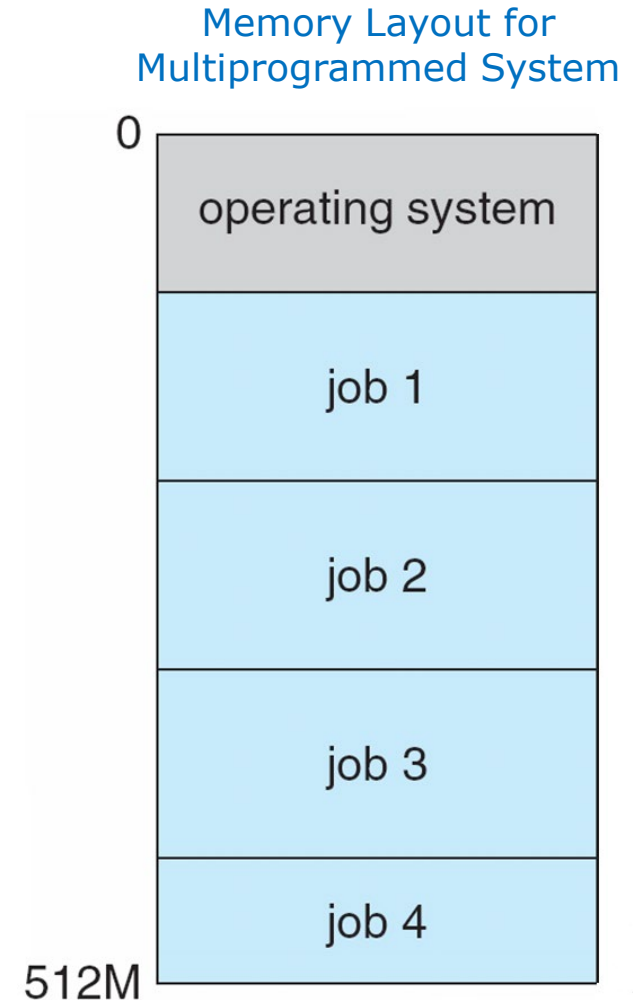 Memory Layout for
Multiprogrammed System
0
operating system
job 1
job 2
job 3
job 4
512M